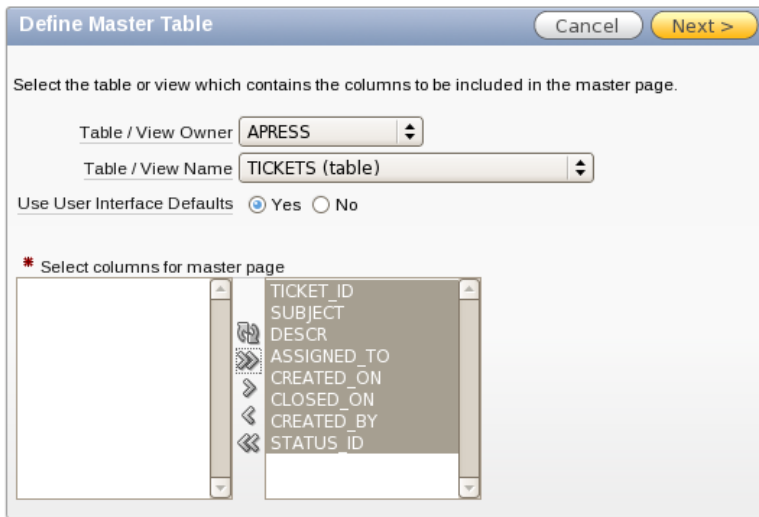 Define Master Table Cancel Next >
Select the table or view which contains the columns to be included in the master page.
Table / View Owner APRESS
Table / View Name TICKETS (table)
Use User Interface Defaults Yes No
* Select columns for master page
TICKET_ID
SUBJECT
DESCR
ASSIGNED_TO
CREATED_ON
CLOSED_ON
CREATED_BY
STATUS_ID